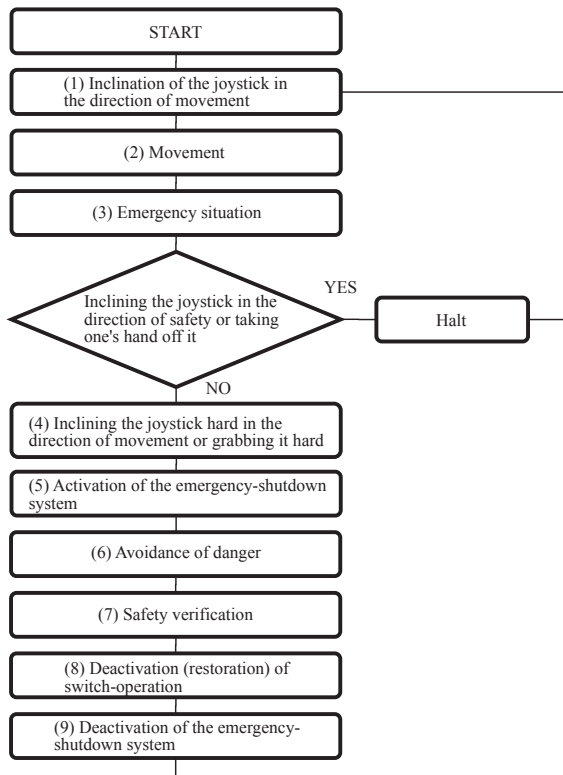 START
(1) Inclination of the joystick in
the direction of movement
(2) Movement
(3) Emergency situation
Inclining the joystick in the
direction of safety or taking
one's hand off it
YES
Halt
NO
(4) Inclining the joystick hard in the
direction of movement or grabbing it hard
(5) Activation of the emergency-shutdown
system
(6) Avoidance of danger
(7) Safety verification
(8) Deactivation (restoration) of
switch-operation
(9) Deactivation of the emergency-
shutdown system